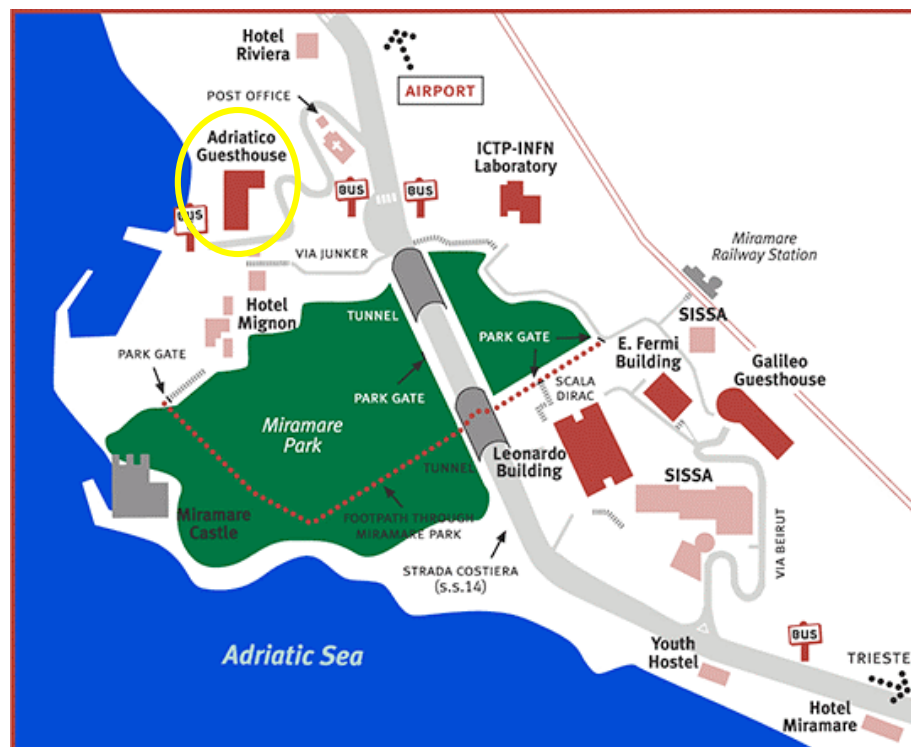 Hotel
Riviera
AIRPORT
POST OFFICE
Adriatico
Guesthouse
ICTP-INFN
Laboratory
BUS
BUS
BUS
Miramare
Railway Station
VIA JUNKER
SISSA
Hotel
Mignon
TUNNEL
PARK GATE
E. Fermi
Building
PARK GATE
Galileo
Guesthouse
PARK GATE
SCALA
DIRAC
Miramare
Park
Leonardo
Building
TUNNEL
SISSA
Miramare
Castle
FOOTPATH THROUGH
MIRAMARE PARK
VIA BEIRUT
STRADA COSTIERA
(s.s.14)
Adriatic Sea
Youth
Hostel
BUS
TRIESTE
Hotel
Miramare